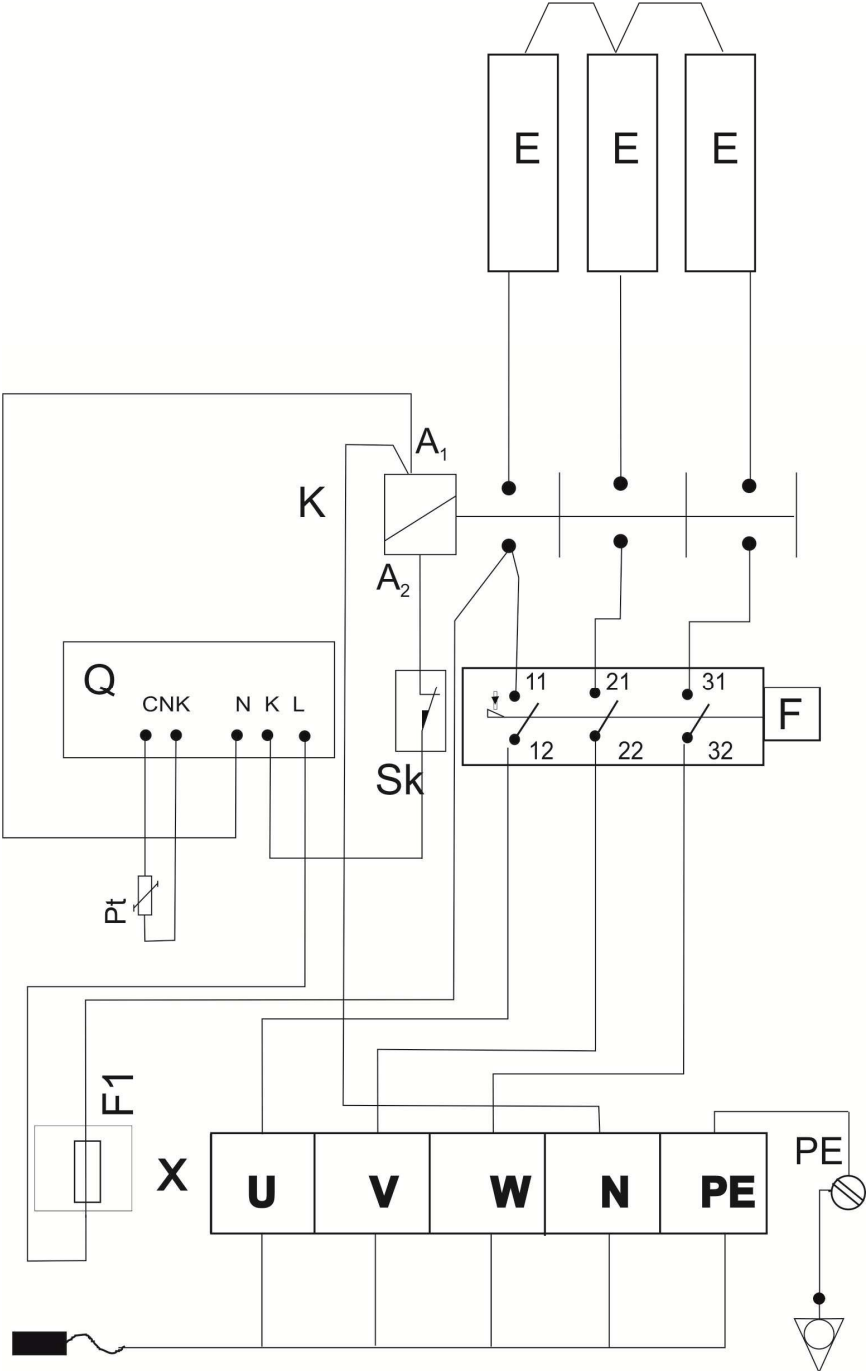 E E E
A₁
K
A₂
Q
CNK N K L
11 21 31
F
12 22 32
Sk
Pt
F1
X
U V W N PE
PE